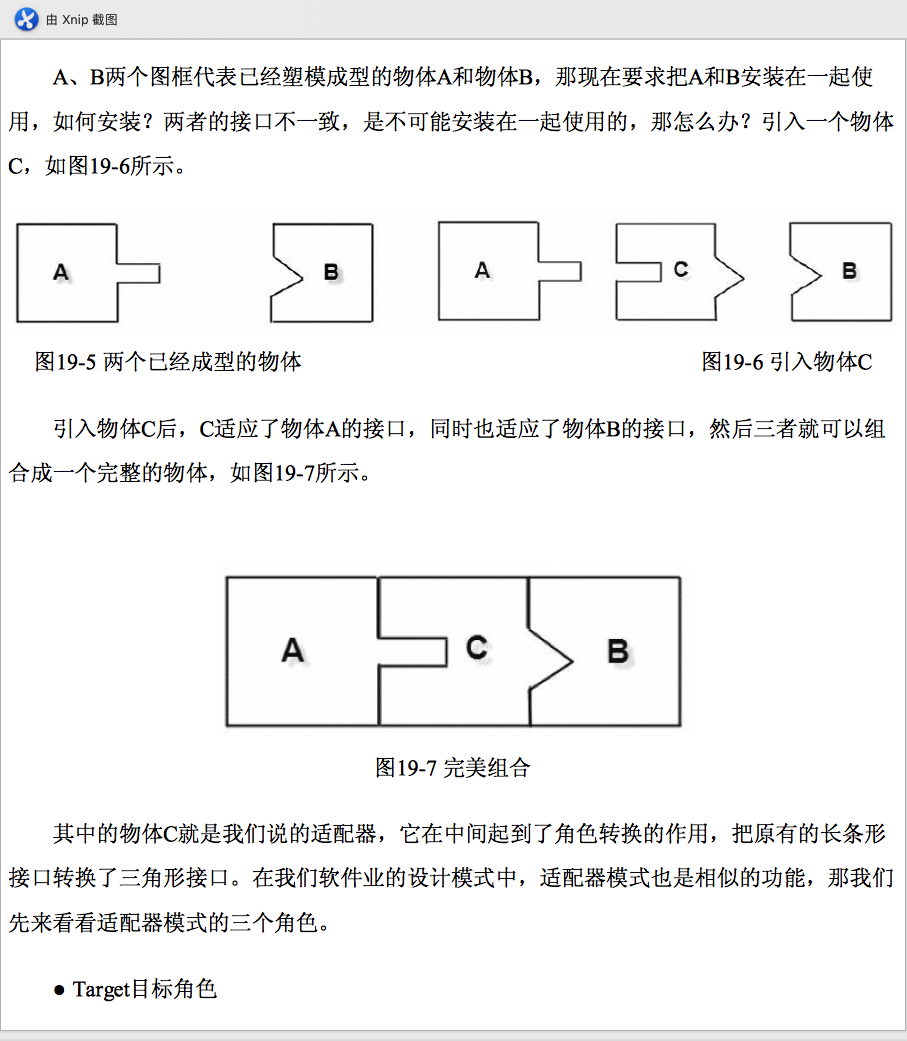 由 Xnip 截图
A、B两个图框代表已经塑模成型的物体A和物体B，那现在要求把A和B安装在一起使
用，如何安装？两者的接口不一致，是不可能安装在一起使用的，那怎么办？引入一个物体
C，如图19-6所示。
A B A C B
图19-5 两个已经成型的物体 图19-6 引入物体C
引入物体C后，C适应了物体A的接口，同时也适应了物体B的接口，然后三者就可以组
合成一个完整的物体，如图19-7所示。
A C B
图19-7 完美组合
其中的物体C就是我们说的适配器，它在中间起到了角色转换的作用，把原有的长条形
接口转换了三角形接口。在我们软件业的设计模式中，适配器模式也是相似的功能，那我们
先来看看适配器模式的三个角色。
● Target目标角色